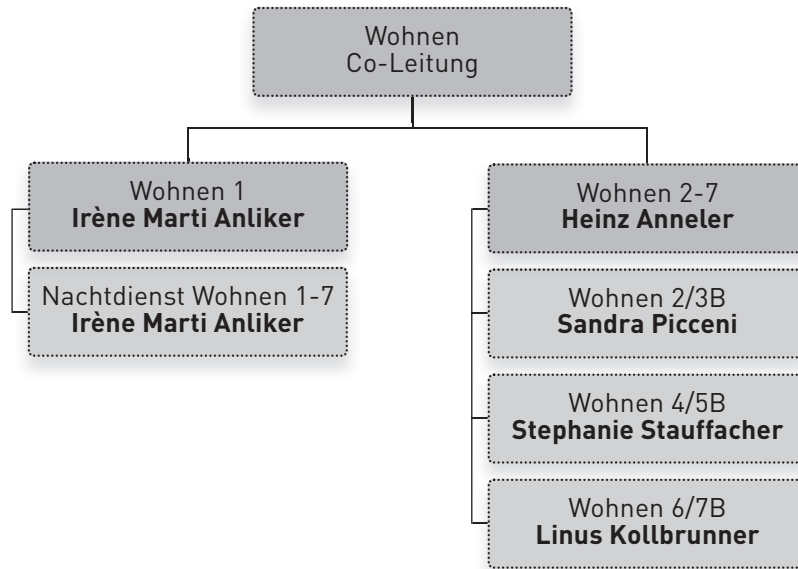 Wohnen
Co-Leitung
Wohnen 1
Irène Marti Anliker
Nachtdienst Wohnen 1-7
Irène Marti Anliker
Wohnen 2-7
Heinz Anneler
Wohnen 2/3B
Sandra Picceni
Wohnen 4/5B
Stephanie Stauffacher
Wohnen 6/7B
Linus Kollbrunner